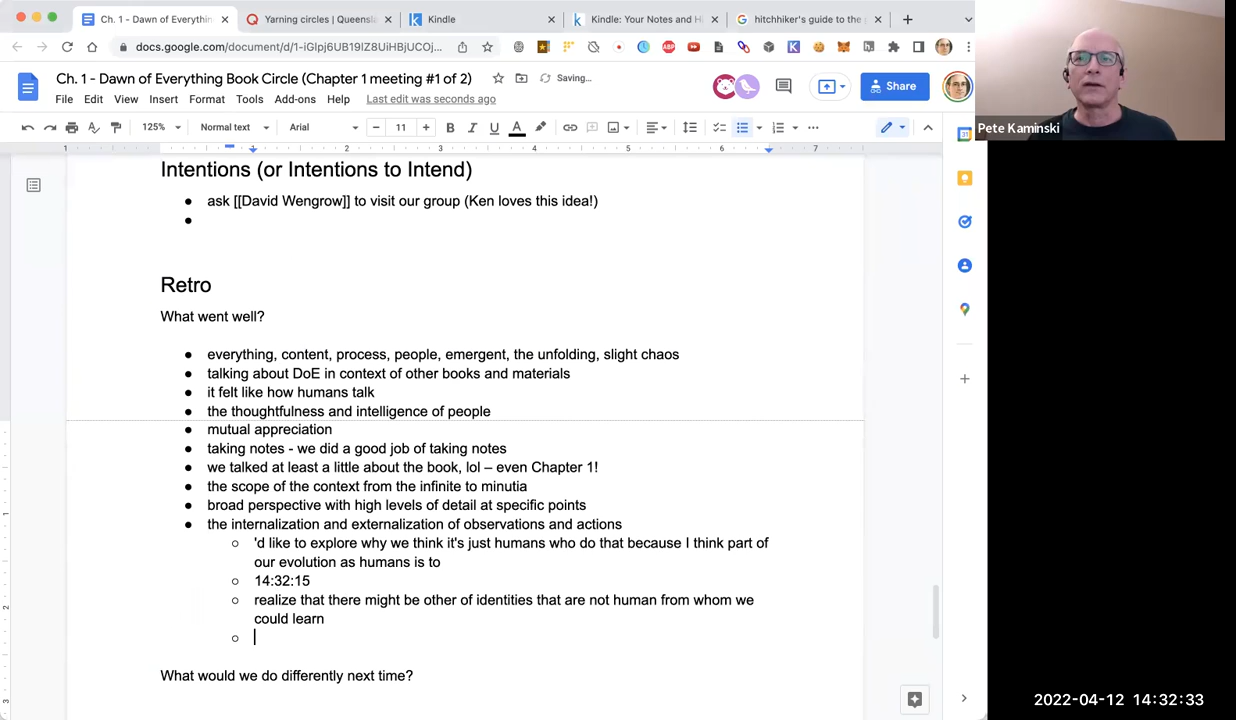 Ch. 1 - Dawn of Everythin
Yarning circles | Queensla
Kindle
Kindle: Your Notes and Hi
hitchhiker's guide to the
docs.google.com/document/d/1-iGlpj6UB19IZ8UiHBjUCOj...
Ch. 1 - Dawn of Everything Book Circle (Chapter 1 meeting #1 of 2)
Saving...
File Edit View Insert Format Tools Add-ons Help Last edit was seconds ago
Share
Pete Kaminski
125% Normal text Arial 11
1 1 2 3 4 5 6 7
Intentions (or Intentions to Intend)
● ask [[David Wengrow]] to visit our group (Ken loves this idea!)
●
Retro
What went well?
● everything, content, process, people, emergent, the unfolding, slight chaos
● talking about DoE in context of other books and materials
● it felt like how humans talk
● the thoughtfulness and intelligence of people
● mutual appreciation
● taking notes - we did a good job of taking notes
● we talked at least a little about the book, lol – even Chapter 1!
● the scope of the context from the infinite to minutia
● broad perspective with high levels of detail at specific points
● the internalization and externalization of observations and actions
○ 'd like to explore why we think it's just humans who do that because I think part of
our evolution as humans is to
○ 14:32:15
○ realize that there might be other of identities that are not human from whom we
could learn
○
What would we do differently next time?
2022-04-12 14:32:33